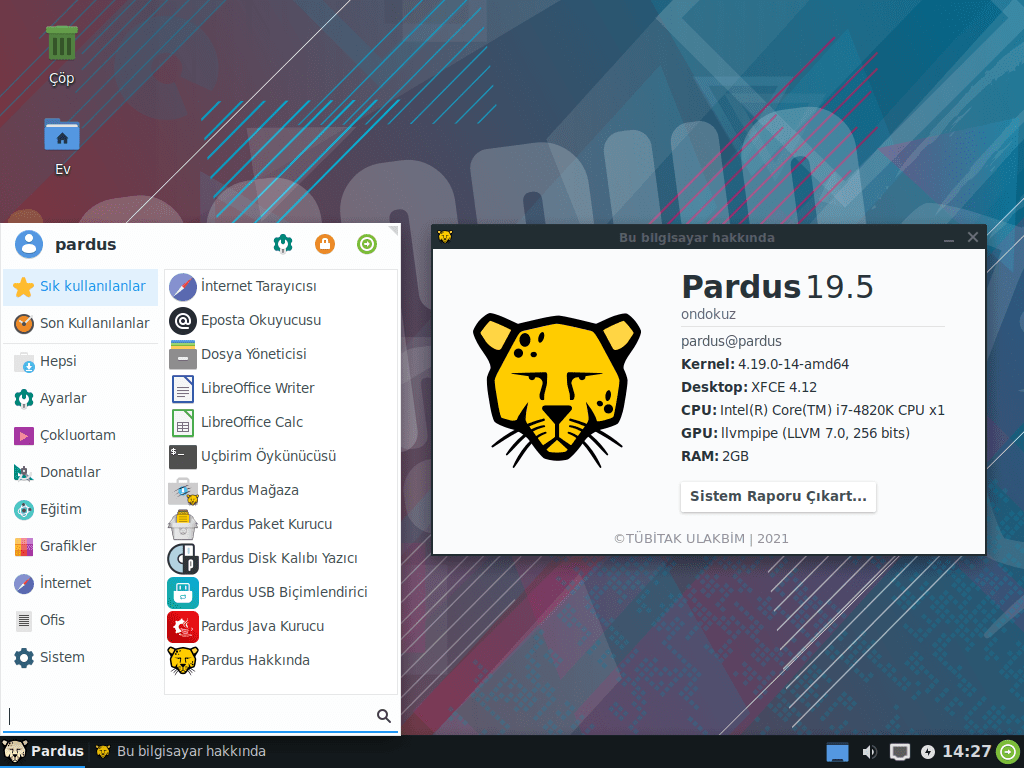 Çöp
Ev
pardus
Sık kullanılanlar
Son Kullanılanlar
Hepsi
Ayarlar
Çokluortam
Donatılar
Eğitim
Grafikler
İnternet
Ofis
Sistem
İnternet Tarayıcısı
Eposta Okuyucusu
Dosya Yöneticisi
LibreOffice Writer
LibreOffice Calc
Uçbirim Öykünücüsü
Pardus Mağaza
Pardus Paket Kurucu
Pardus Disk Kalıbı Yazıcı
Pardus USB Biçimlendirici
Pardus Java Kurucu
Pardus Hakkında
Bu bilgisayar hakkında
Pardus 19.5
ondokuz
pardus@pardus
Kernel: 4.19.0-14-amd64
Desktop: XFCE 4.12
CPU: Intel(R) Core(TM) i7-4820K CPU x1
GPU: llvmpipe (LLVM 7.0, 256 bits)
RAM: 2GB
Sistem Raporu Çıkart...
©TÜBİTAK ULAKBİM | 2021
Pardus
Bu bilgisayar hakkında
14:27